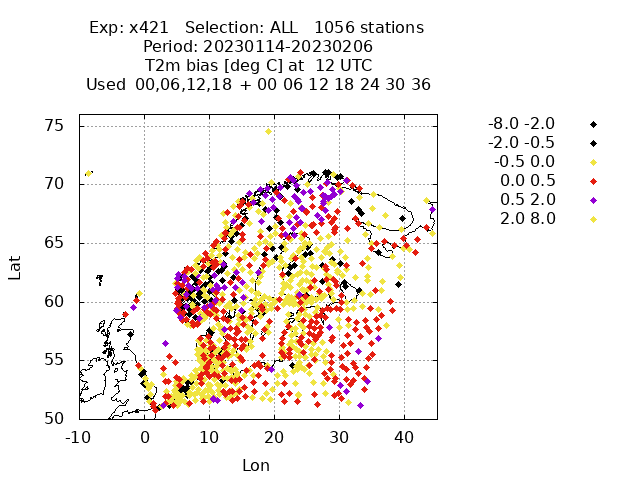 Exp: x421 Selection: ALL 1056 stations
Period: 20230114-20230206
T2m bias [deg C] at 12 UTC
Used 00,06,12,18 + 00 06 12 18 24 30 36
-8.0 -2.0
-2.0 -0.5
-0.5 0.0
0.0 0.5
0.5 2.0
2.0 8.0
75
70
65
60
55
50
Lat
-10 0 10 20 30 40
Lon